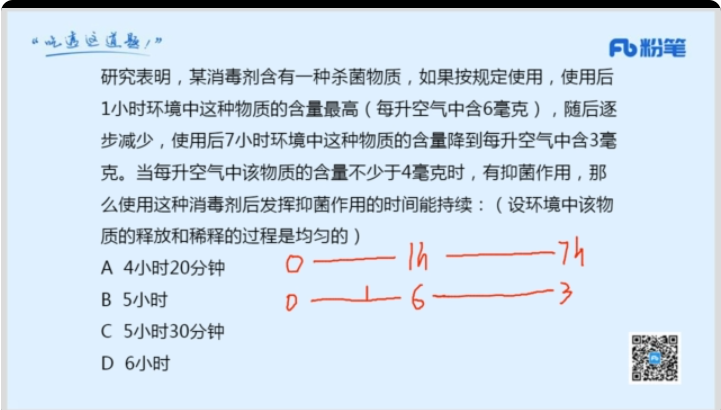 “吃透这道题！”
粉笔
研究表明，某消毒剂含有一种杀菌物质，如果按规定使用，使用后
1小时环境中这种物质的含量最高（每升空气中含6毫克），随后逐
步减少，使用后7小时环境中这种物质的含量降到每升空气中含3毫
克。当每升空气中该物质的含量不少于4毫克时，有抑菌作用，那
么使用这种消毒剂后发挥抑菌作用的时间能持续：（设环境中该物
质的释放和稀释的过程是均匀的）
A 4小时20分钟
0 1h 7h
B 5小时
0 6 3
C 5小时30分钟
D 6小时